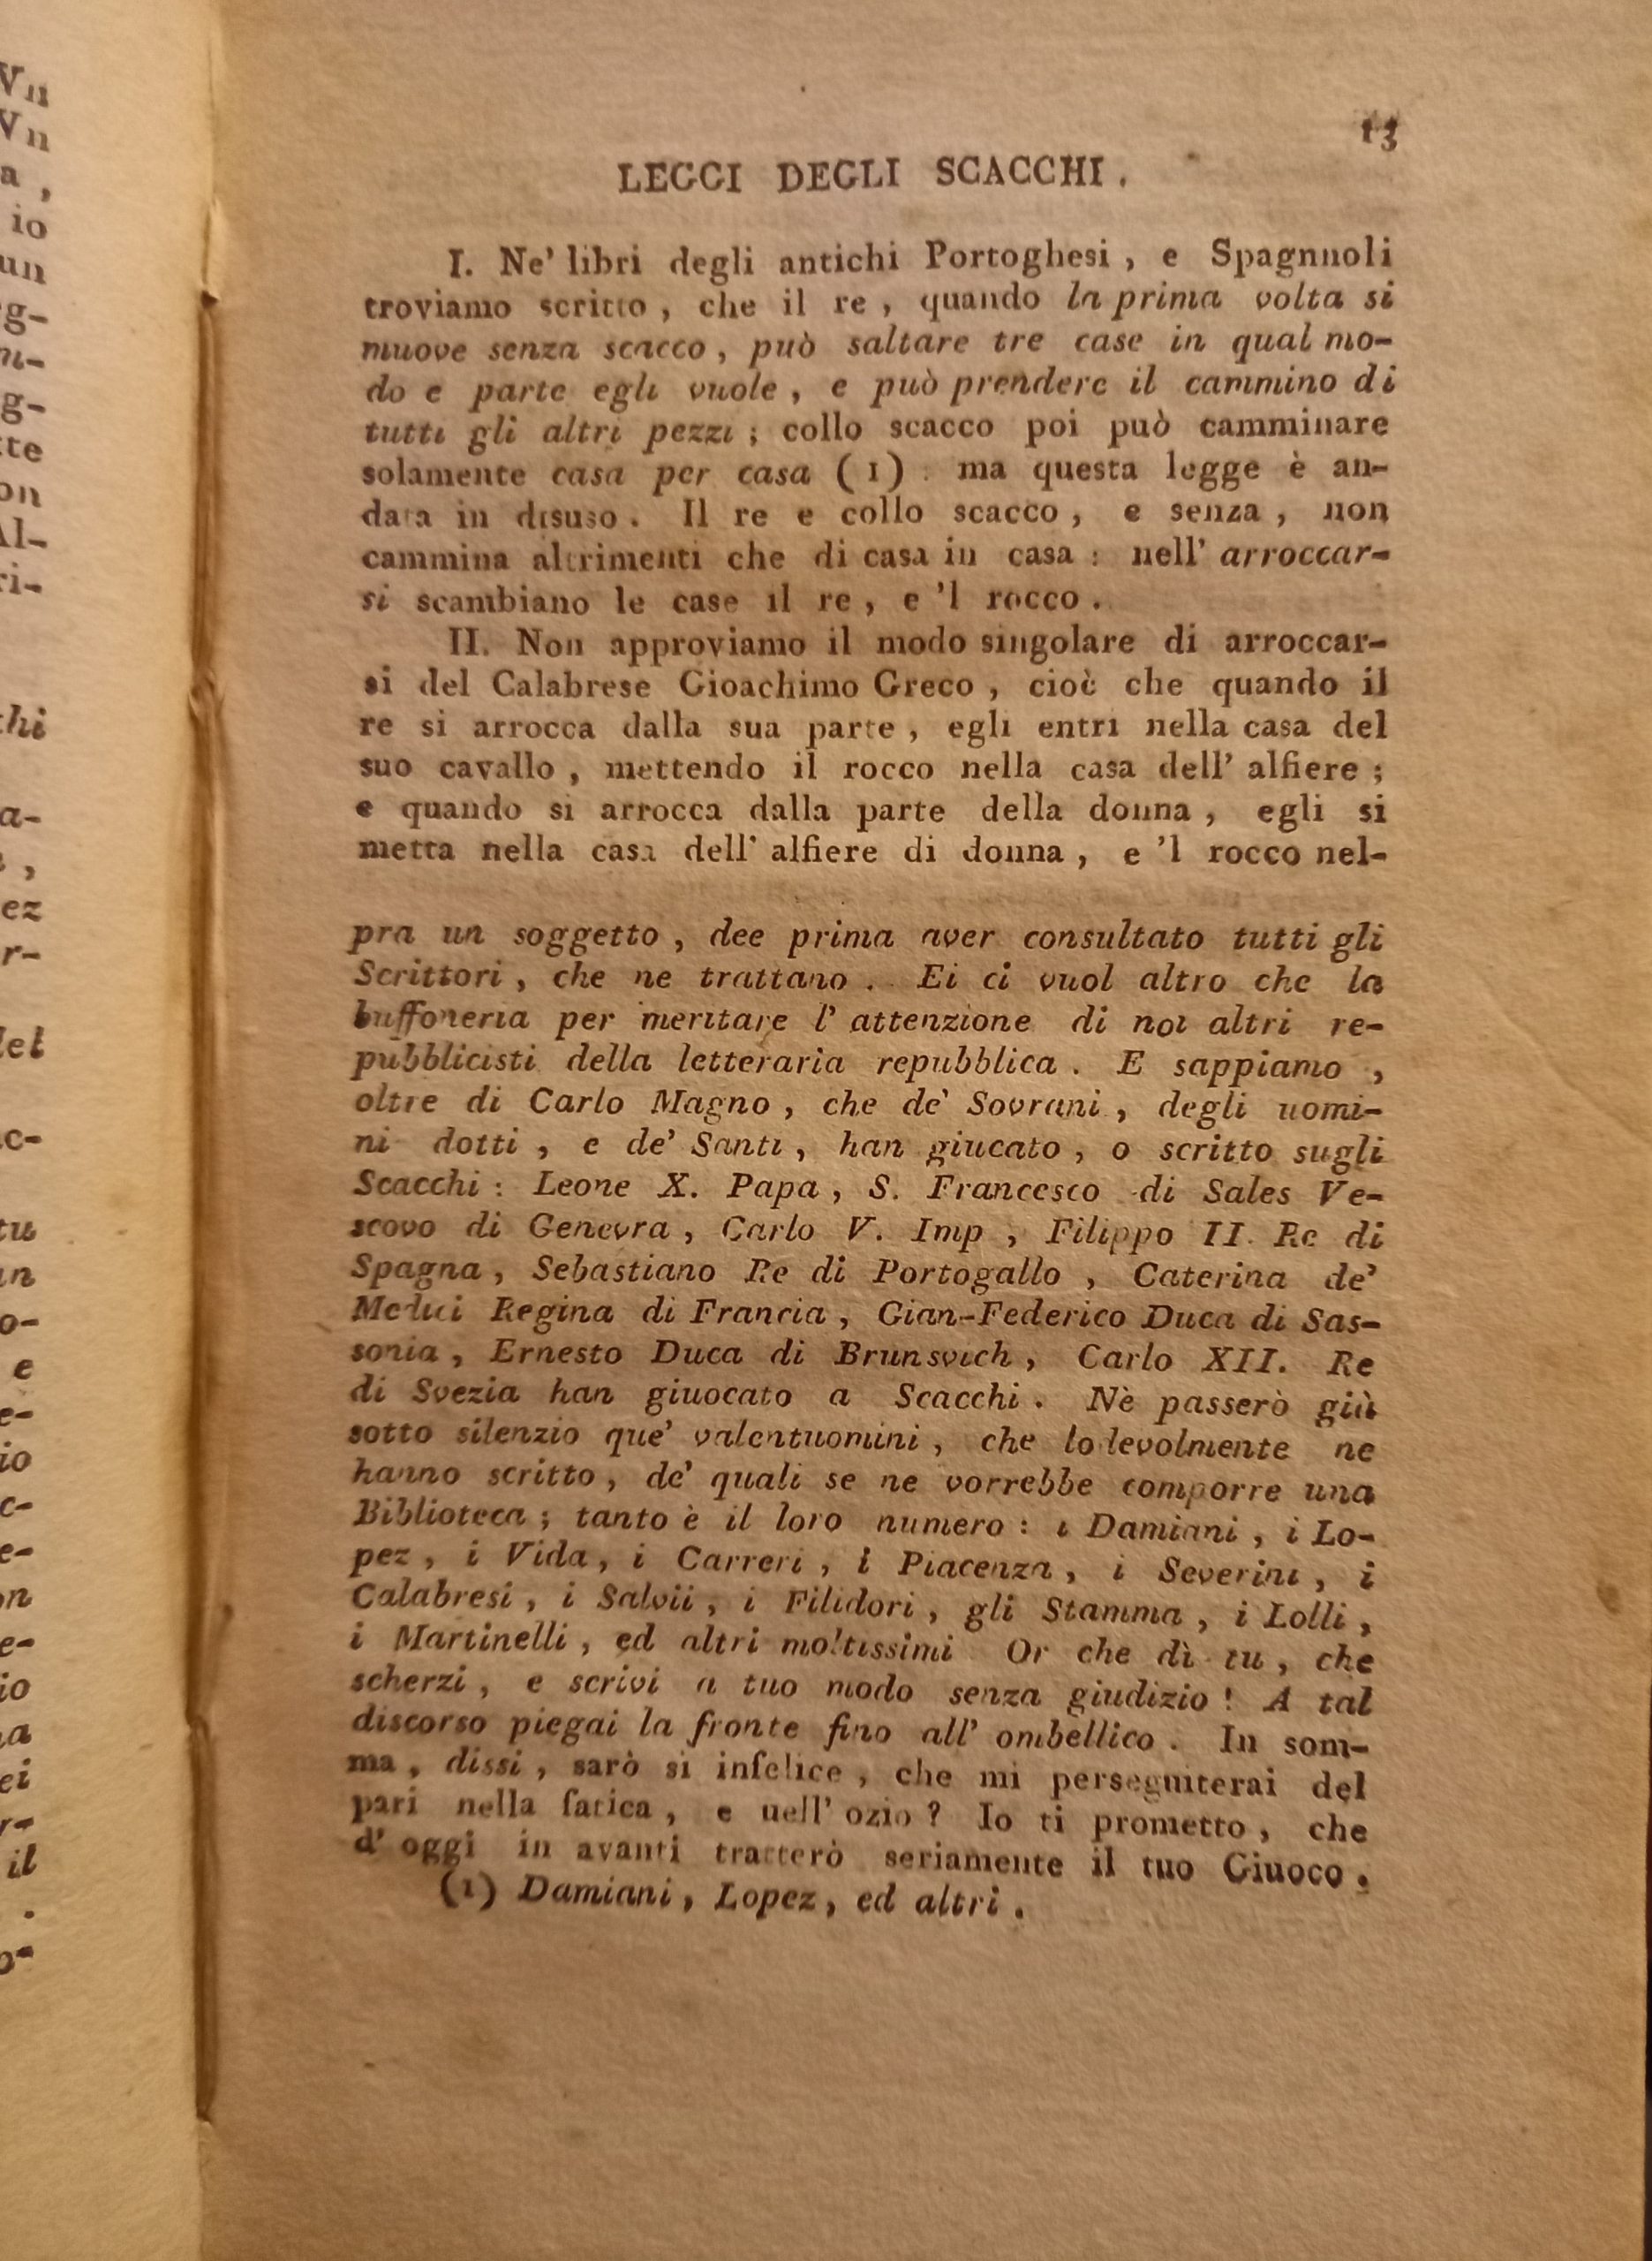 13
LEGGI DEGLI SCACCHI.
I. Ne' libri degli antichi Portoghesi, e Spagnuoli
troviamo scritto, che il re, quando la prima volta si
muove senza scacco, può saltare tre case in qual mo-
do e parte egli vuole, e può prendere il cammino di
tutti gli altri pezzi; collo scacco poi può camminare
solamente casa per casa (1): ma questa legge è an-
data in disuso. Il re e collo scacco, e senza, non
cammina altrimenti che di casa in casa: nell' arroccar-
si scambiano le case il re, e 'l rocco.
II. Non approviamo il modo singolare di arroccar-
si del Calabrese Gioachimo Greco, cioè che quando il
re si arrocca dalla sua parte, egli entri nella casa del
suo cavallo, mettendo il rocco nella casa dell' alfiere;
e quando si arrocca dalla parte della donna, egli si
metta nella casa dell' alfiere di donna, e 'l rocco nel-
pra un soggetto, dee prima aver consultato tutti gli
Scrittori, che ne trattano. Ei ci vuol altro che la
buffoneria per meritare l' attenzione di noi altri re-
pubblicisti della letteraria repubblica. E sappiamo,
oltre di Carlo Magno, che de' Sovrani, degli uomi-
ni dotti, e de' Santi, han giucato, o scritto sugli
Scacchi: Leone X. Papa, S. Francesco di Sales Ve-
scovo di Genevra, Carlo V. Imp, Filippo II. Re di
Spagna, Sebastiano Re di Portogallo, Caterina de'
Medici Regina di Francia, Gian-Federico Duca di Sas-
sonia, Ernesto Duca di Brunsvich, Carlo XII. Re
di Svezia han giuocato a Scacchi. Nè passerò giù
sotto silenzio que' valentuomini, che lodevolmente ne
hanno scritto, de' quali se ne vorrebbe comporre una
Biblioteca; tanto è il loro numero: i Damiani, i Lo-
pez, i Vida, i Carreri, i Piacenza, i Severini, i
Calabresi, i Salvii, i Filidori, gli Stamma, i Lolli,
i Martinelli, ed altri moltissimi. Or che dì tu, che
scherzi, e scrivi a tuo modo senza giudizio! A tal
discorso piegai la fronte fino all' ombellico. In som-
ma, dissi, sarò sì infelice, che mi perseguiterai del
pari nella fatica, e nell' ozio? Io ti prometto, che
d' oggi in avanti tratterò seriamente il tuo Giuoco.
(1) Damiani, Lopez, ed altri.